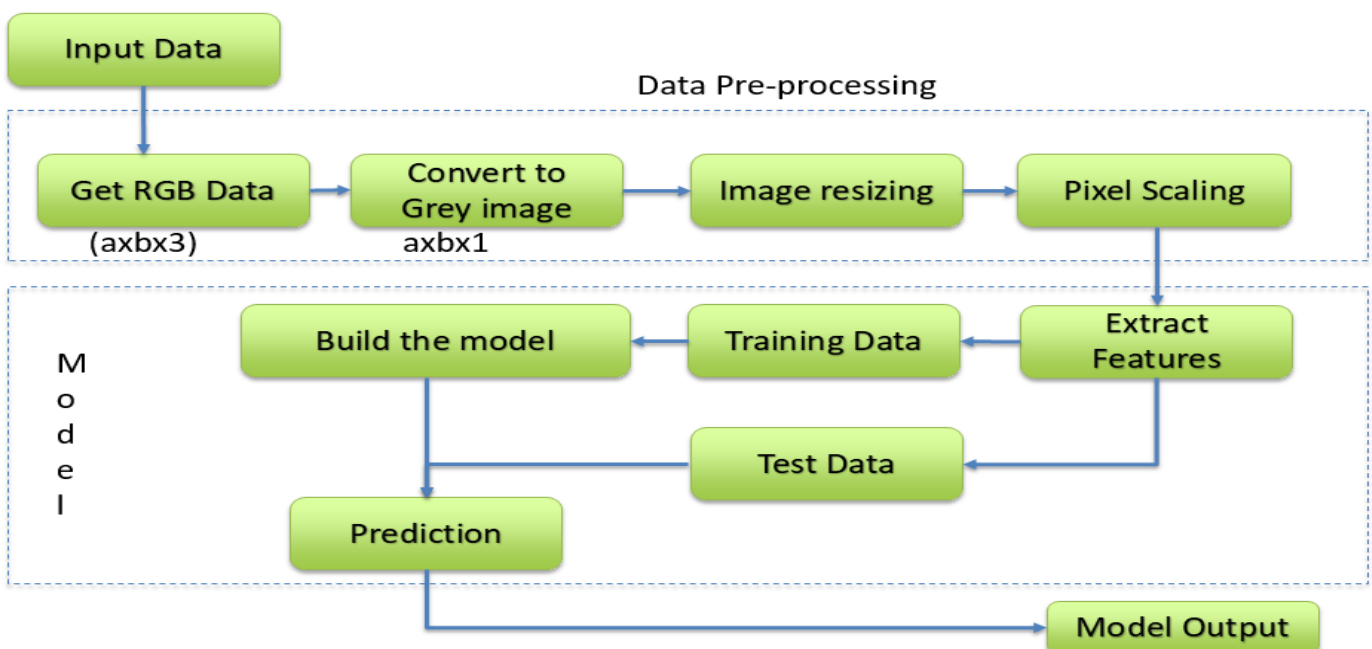 Input Data
Data Pre-processing
Get RGB Data
(axbx3)
Convert to
Grey image
axbx1
Image resizing
Pixel Scaling
Model
Build the model
Training Data
Extract
Features
Test Data
Prediction
Model Output